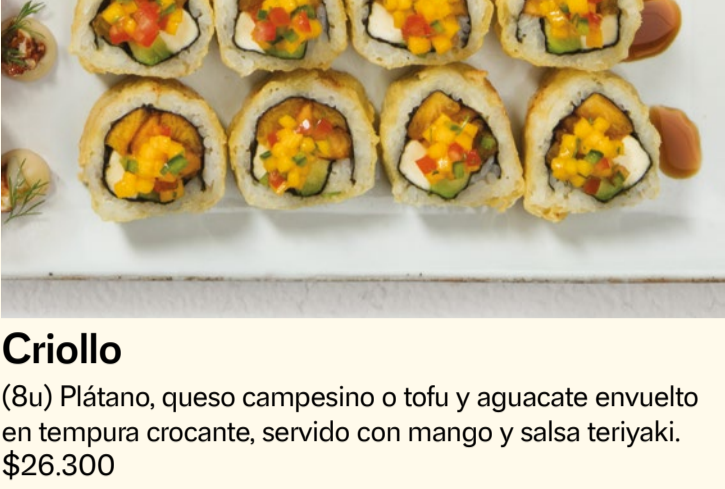 Criollo
(8u) Plátano, queso campesino o tofu y aguacate envuelto
en tempura crocante, servido con mango y salsa teriyaki.
$26.300